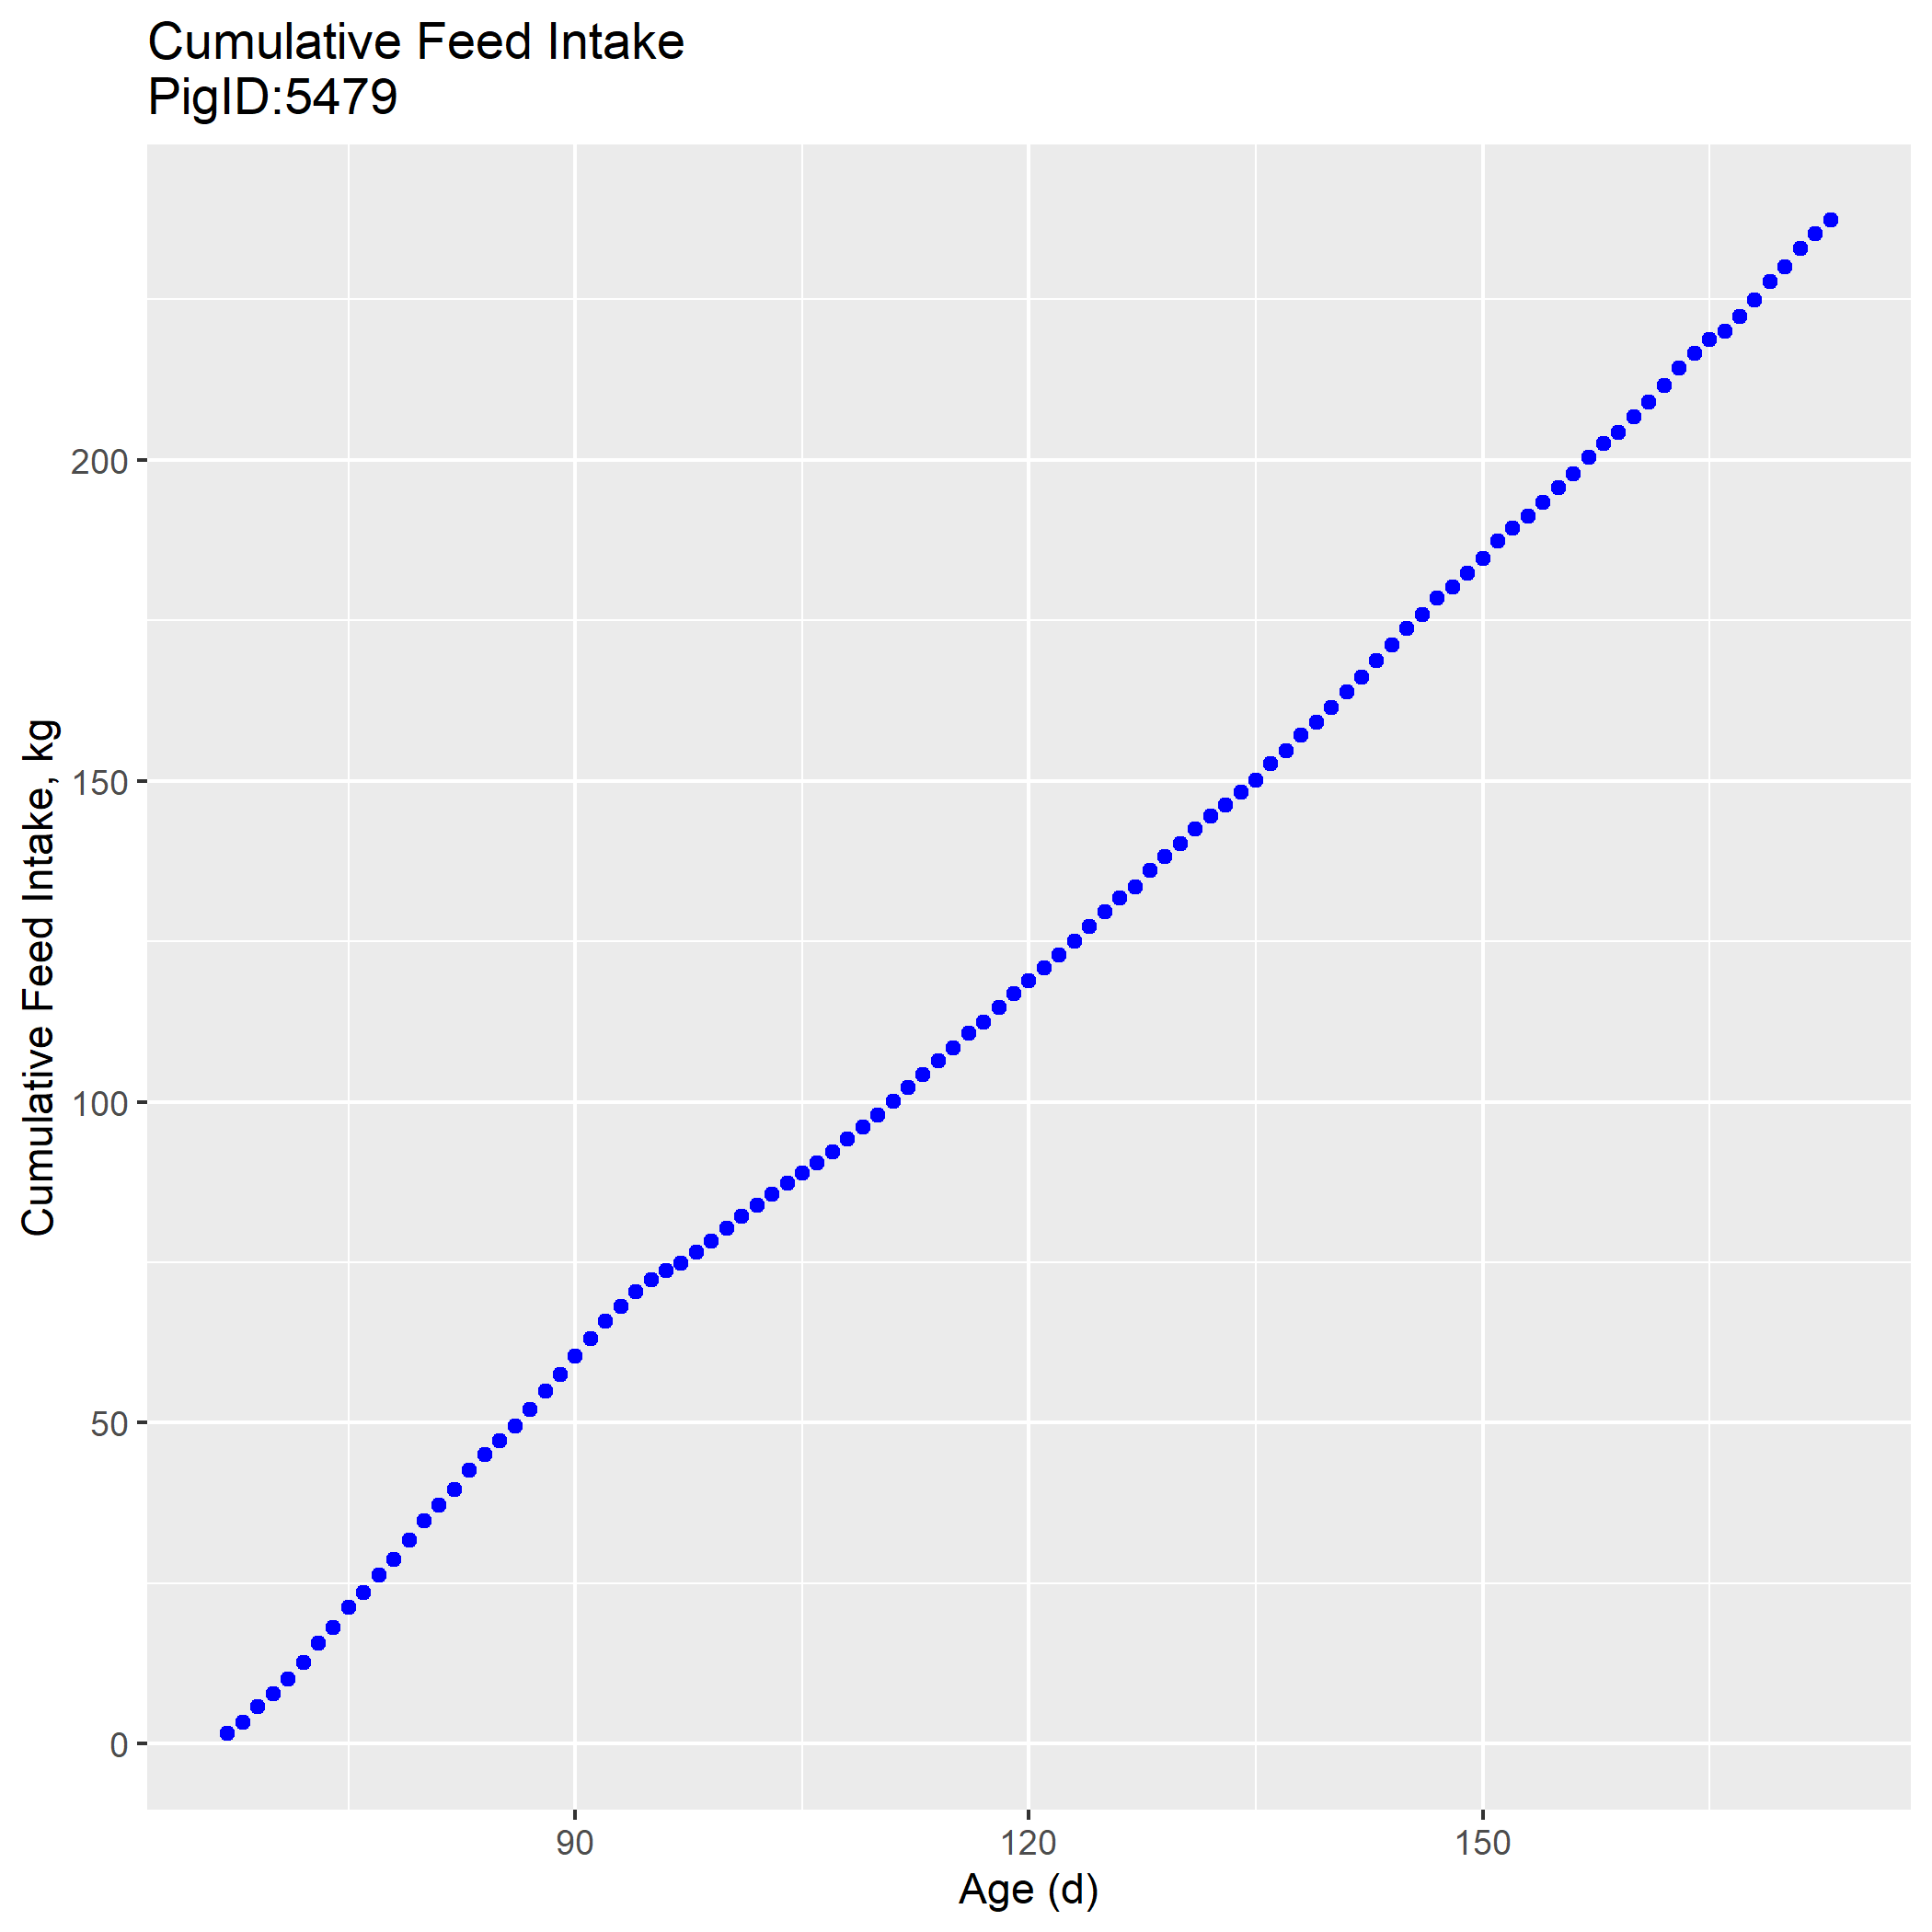 Cumulative Feed Intake
PigID:5479
Cumulative Feed Intake, kg
200
150
100
50
0
90
120
150
Age (d)